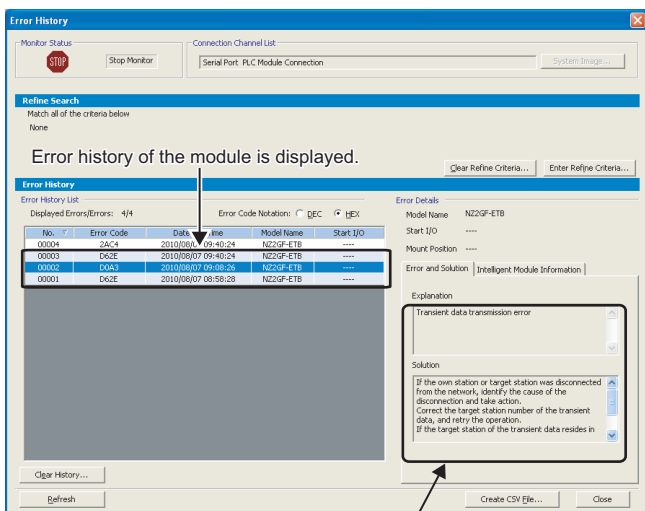 Error History
Monitor Status
STOP
Stop Monitor
Connection Channel List
Serial Port PLC Module Connection
System Image...
Refine Search
Match all of the criteria below
None
Error history of the module is displayed.
Clear Refine Criteria...
Enter Refine Criteria...
Error History
Error History List
Displayed Errors/Errors: 4/4
Error Code Notation: DEC HEX
No. Error Code Model Name Start I/O
00004 2AC4 09:40:24 NZ2GF-ETB ----
00003 D62E 2010/08/07 09:40:24 NZ2GF-ETB ----
00002 D0A3 2010/08/07 09:08:26 NZ2GF-ETB ----
00001 D62E 2010/08/07 08:58:28 NZ2GF-ETB ----
Error Details
Model Name NZ2GF-ETB
Start I/O ----
Mount Position ----
Error and Solution
Intelligent Module Information
Explanation
Transient data transmission error
Solution
If the own station or target station was disconnected
from the network, identify the cause of the
disconnection and take action.
Correct the target station number of the transient
data, and retry the operation.
If the target station of the transient data resides in
Clear History...
Refresh
Create CSV File...
Close